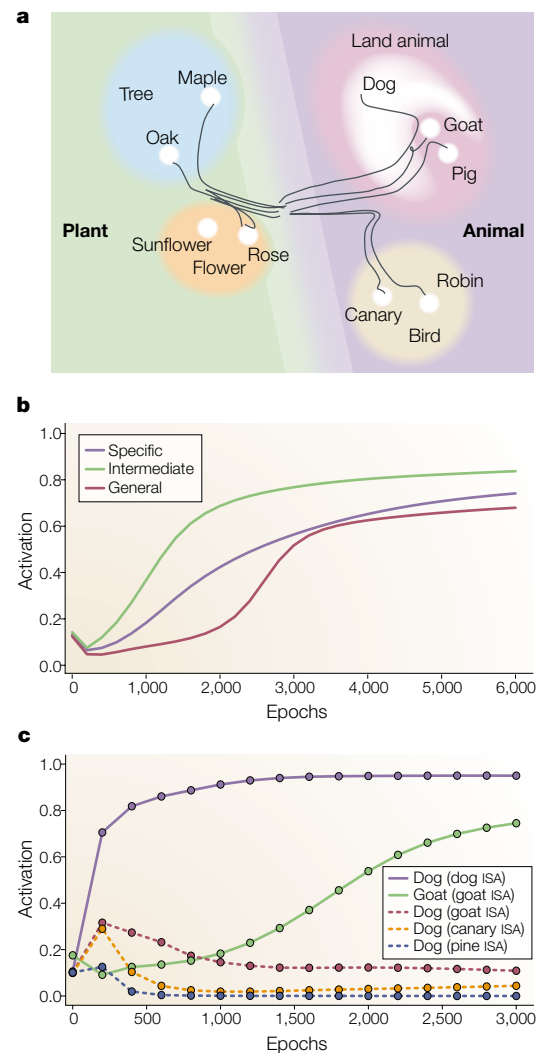 a
Land animal
Maple
Dog
Tree
Goat
Oak
Pig
Plant
Animal
Sunflower
Rose
Flower
Robin
Canary
Bird
b
1.0
Specific
Intermediate
General
0.8
0.6
0.4
0.2
0.0
Activation
0 1,000 2,000 3,000 4,000 5,000 6,000
Epochs
c
1.0
0.8
0.6
0.4
0.2
0.0
Activation
Dog (dog ISA)
Goat (goat ISA)
Dog (goat ISA)
Dog (canary ISA)
Dog (pine ISA)
0 500 1,000 1,500 2,000 2,500 3,000
Epochs